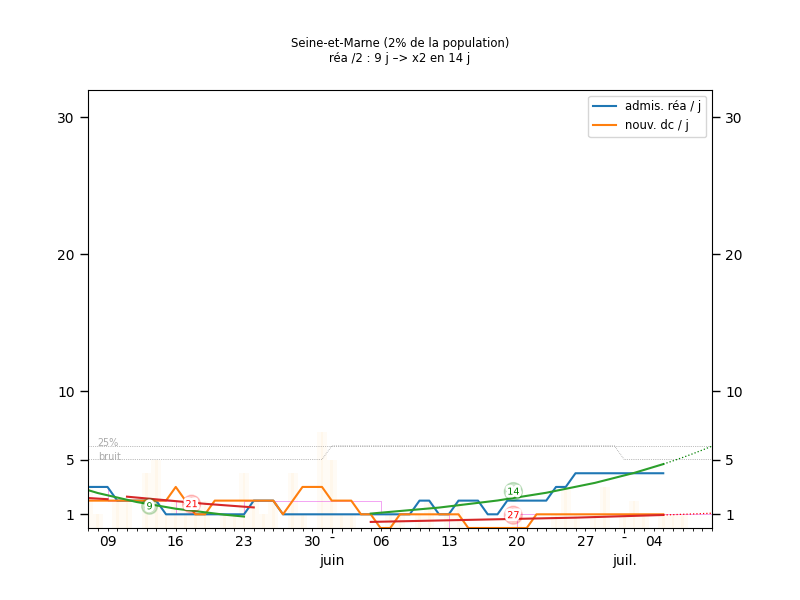 Seine-et-Marne (2% de la population)
réa /2 : 9 j –> x2 en 14 j
admis. réa / j
nouv. dc / j
30
30
20
20
10
10
25%
bruit
5
5
1
1
9
21
14
27
09 16 23 30 - 06 13 20 27 - 04
juin juil.